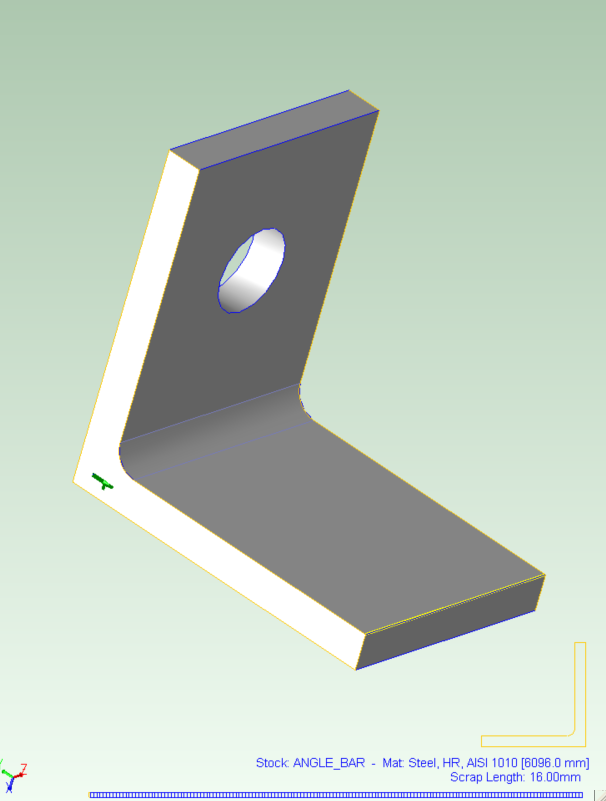 Z
Y
X
Stock: ANGLE_BAR - Mat: Steel, HR, AISI 1010 [6096.0 mm]
Scrap Length: 16.00mm